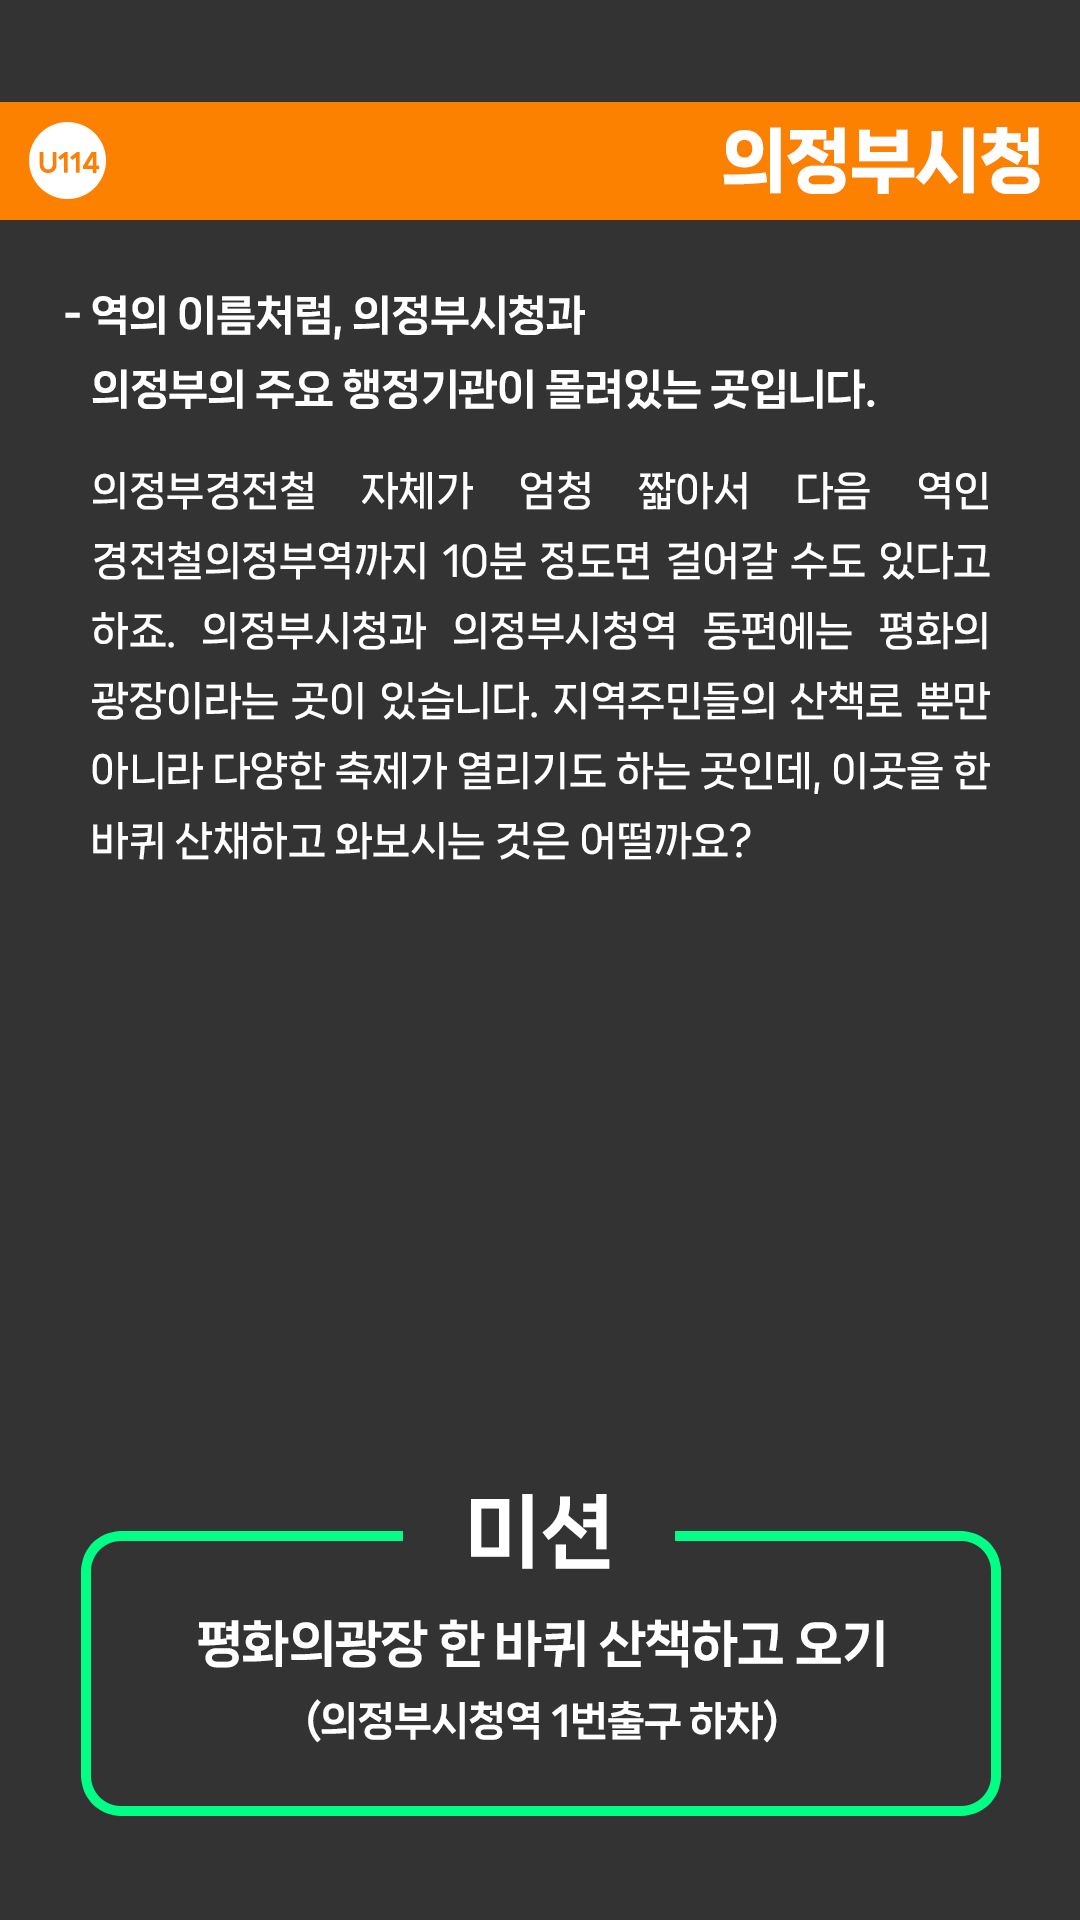 U114
의정부시청
- 역의 이름처럼, 의정부시청과
의정부의 주요 행정기관이 몰려있는 곳입니다.
의정부경전철 자체가 엄청 짧아서 다음 역인
경전철의정부역까지 10분 정도면 걸어갈 수도 있다고
하죠. 의정부시청과 의정부시청역 동편에는 평화의
광장이라는 곳이 있습니다. 지역주민들의 산책로 뿐만
아니라 다양한 축제가 열리기도 하는 곳인데, 이곳을 한
바퀴 산채하고 와보시는 것은 어떨까요?
미션
평화의광장 한 바퀴 산책하고 오기
(의정부시청역 1번출구 하차)